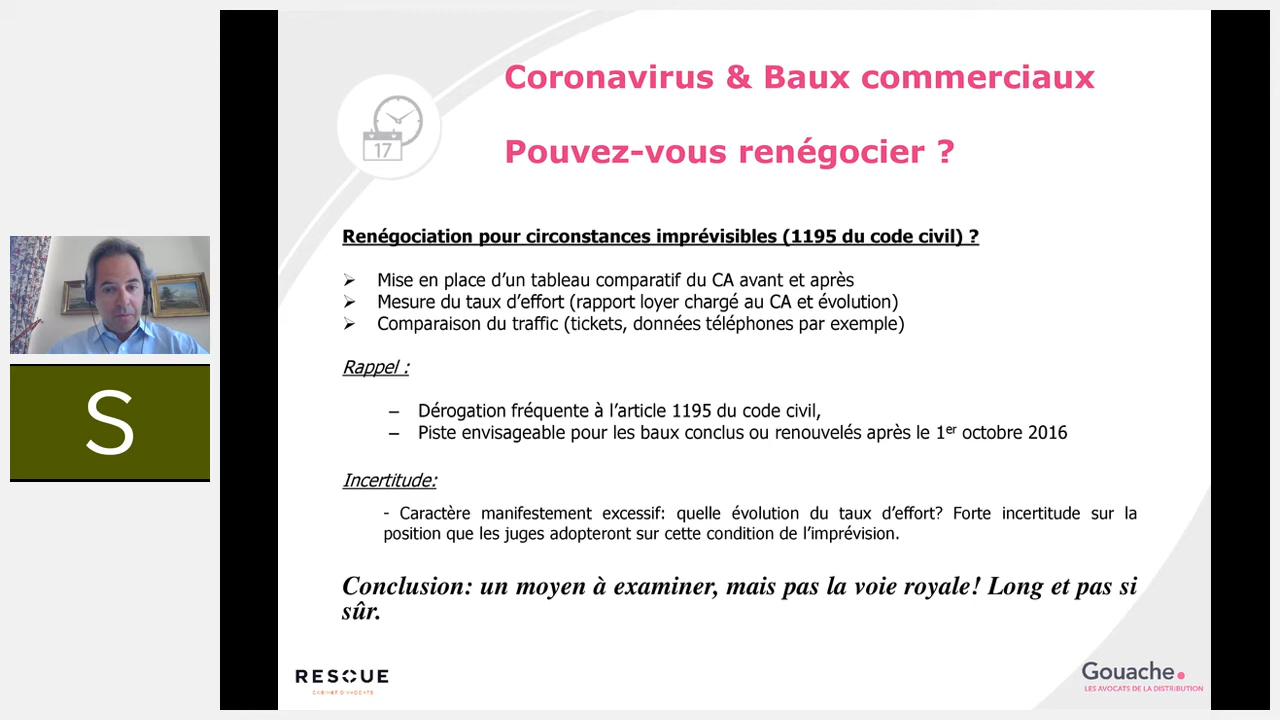 Coronavirus & Baux commerciaux
Pouvez-vous renégocier ?
17
Renégociation pour circonstances imprévisibles (1195 du code civil) ?
➢ Mise en place d’un tableau comparatif du CA avant et après
➢ Mesure du taux d’effort (rapport loyer chargé au CA et évolution)
➢ Comparaison du traffic (tickets, données téléphones par exemple)
Rappel :
– Dérogation fréquente à l’article 1195 du code civil,
– Piste envisageable pour les baux conclus ou renouvelés après le 1er octobre 2016
S
Incertitude:
- Caractère manifestement excessif: quelle évolution du taux d’effort? Forte incertitude sur la
position que les juges adopteront sur cette condition de l’imprévision.
Conclusion: un moyen à examiner, mais pas la voie royale! Long et pas si
sûr.
RESCUE
CABINET D'AVOCATS
Gouache.
LES AVOCATS DE LA DISTRIBUTION